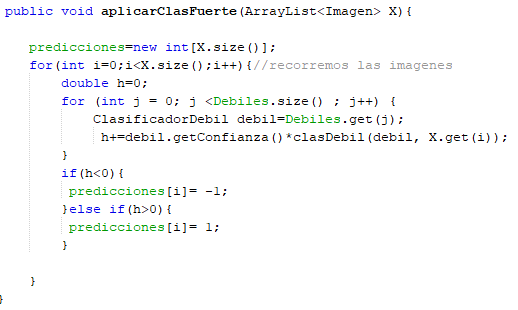 public void aplicarClasFuerte(ArrayList<Imagen> X){
predicciones=new int[X.size()];
for(int i=0;i<X.size();i++){//recorremos las imagenes
double h=0;
for (int j = 0; j <Debiles.size() ; j++) {
ClasificadorDebil debil=Debiles.get(j);
h+=debil.getConfianza()*clasDebil(debil, X.get(i));
}
if(h<0){
predicciones[i]= -1;
}else if(h>0){
predicciones[i]= 1;
}
}
}